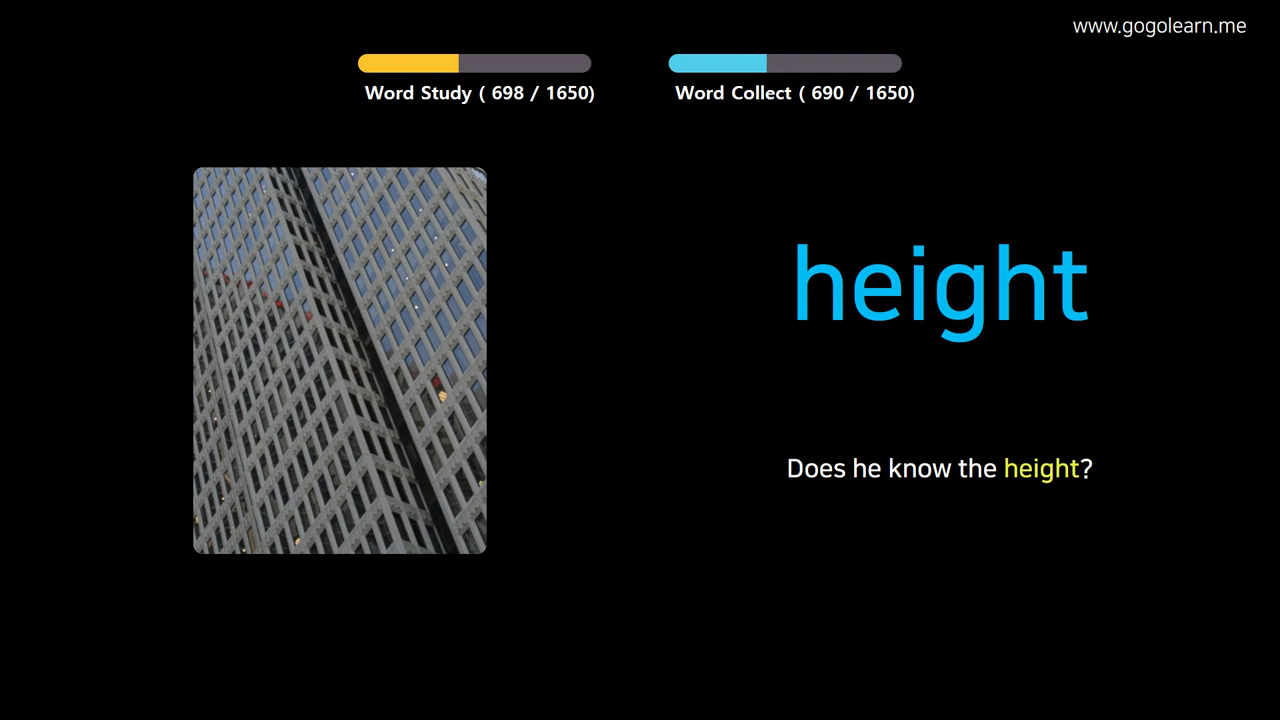 www.gogolearn.me
Word Study ( 698 / 1650)
Word Collect ( 690 / 1650)
height
Does he know the height?